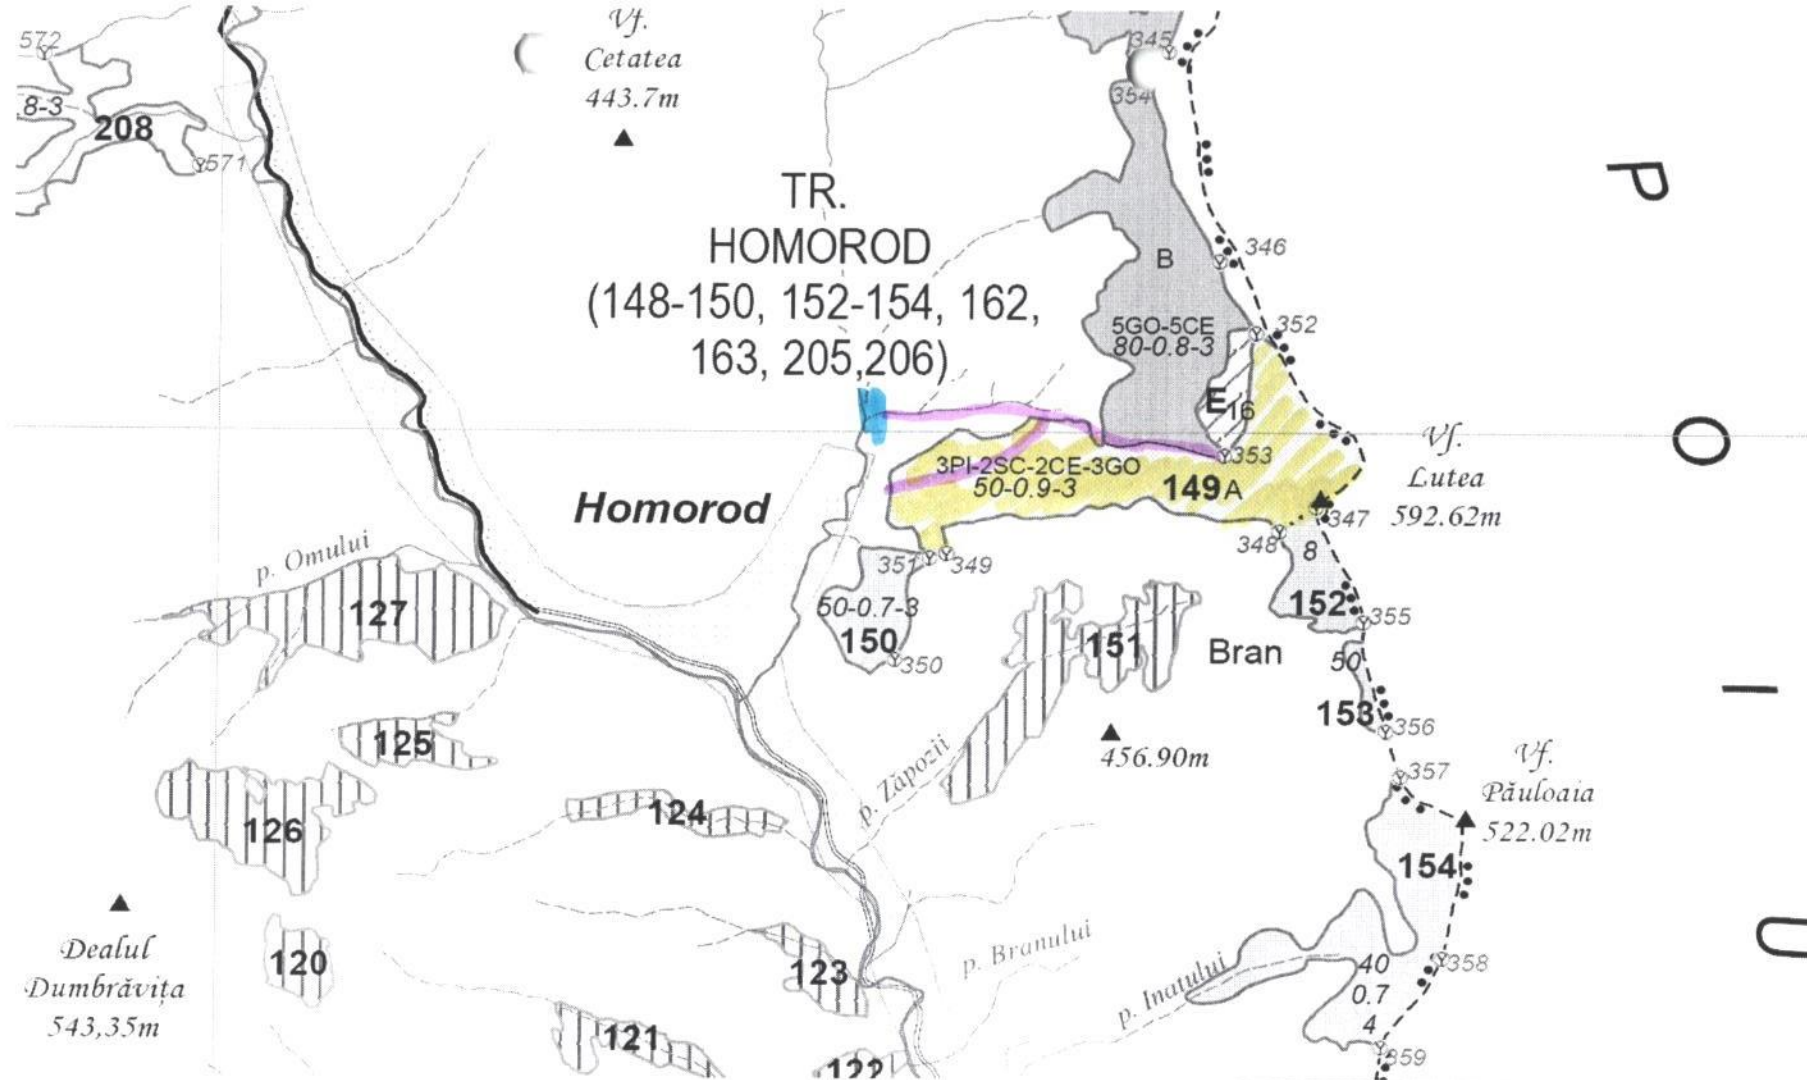 572
8-3
208
571
Vf.
Cetatea
443.7m
345
354
346
352
TR.
HOMOROD
(148-150, 152-154, 162,
163, 205,206)
B
5GO-5CE
80-0.8-3
E16
353
3PI-2SC-2CE-3GO
50-0.9-3
149A
Vf.
Lutea
592.62m
347
348
Homorod
351
349
8
50-0.7-3
150
350
p. Omului
127
151
Bran
152
355
50
153
356
456.90m
357
Vf.
Păuloaia
522.02m
125
126
124
p. Zăpozii
154
Dealul
Dumbrăvița
543,35m
120
123
p. Branului
p. Inatului
358
40
0.7
4
359
121
122
P
O
I
U